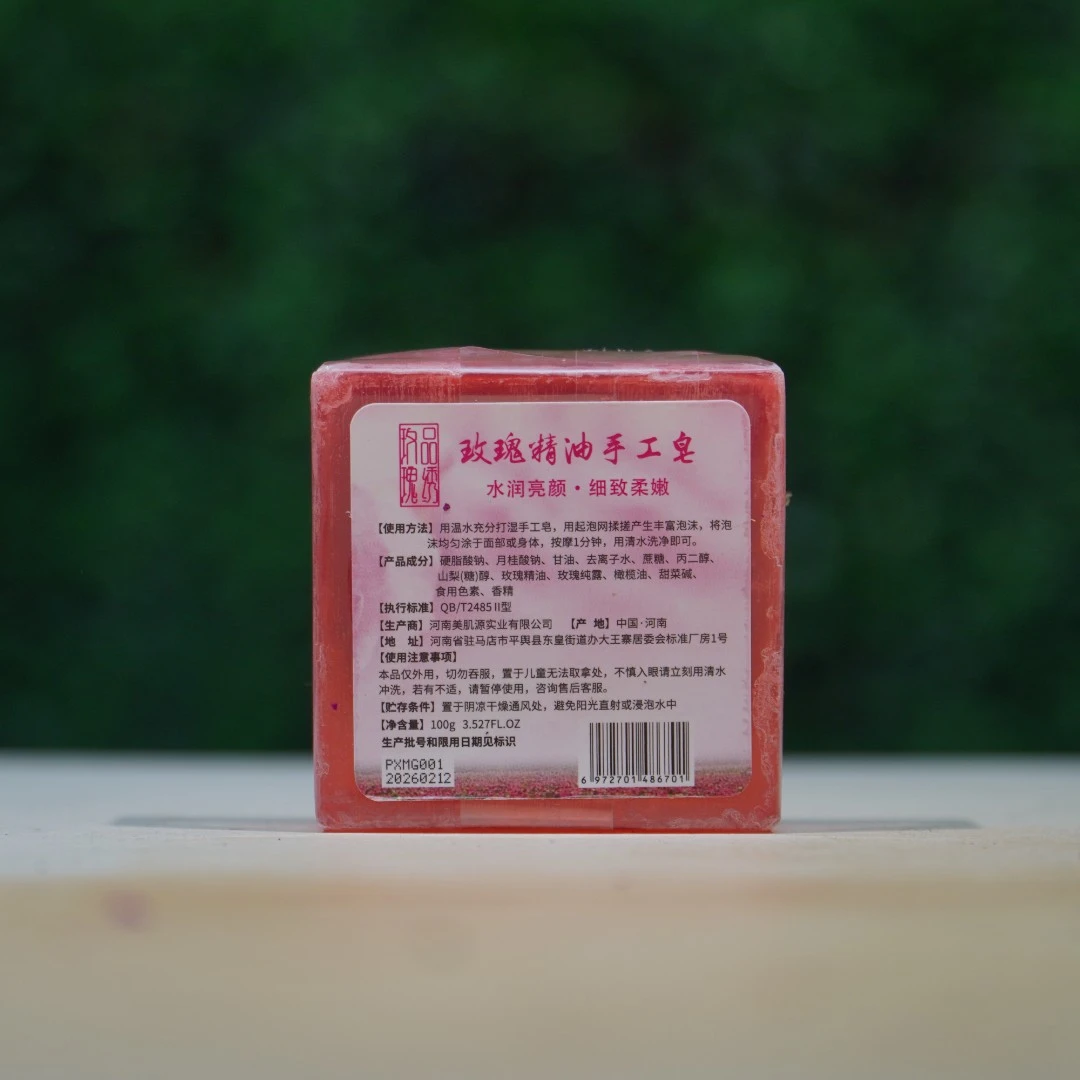 品绣玫瑰
玫瑰精油手工皂
水润亮颜·细致柔嫩
【使用方法】用温水充分打湿手工皂，用起泡网揉搓产生丰富泡沫，将泡
沫均匀涂于面部或身体，按摩1分钟，用清水洗净即可。
【产品成分】硬脂酸钠、月桂酸钠、甘油、去离子水、蔗糖、丙二醇、
山梨(糖)醇、玫瑰精油、玫瑰纯露、橄榄油、甜菜碱、
食用色素、香精
【执行标准】QB/T2485Ⅱ型
【生产商】河南美肌源实业有限公司 【产 地】中国·河南
【地 址】河南省驻马店市平舆县东皇街道办大王寨居委会标准厂房1号
【使用注意事项】
本品仅外用，切勿吞服，置于儿童无法取拿处，不慎入眼请立刻用清水
冲洗，若有不适，请暂停使用，咨询售后客服。
【贮存条件】置于阴凉干燥通风处，避免阳光直射或浸泡水中
【净含量】100g 3.527FL.OZ
生产批号和限用日期见标识
PXMG001
20260212
6 972701 486701